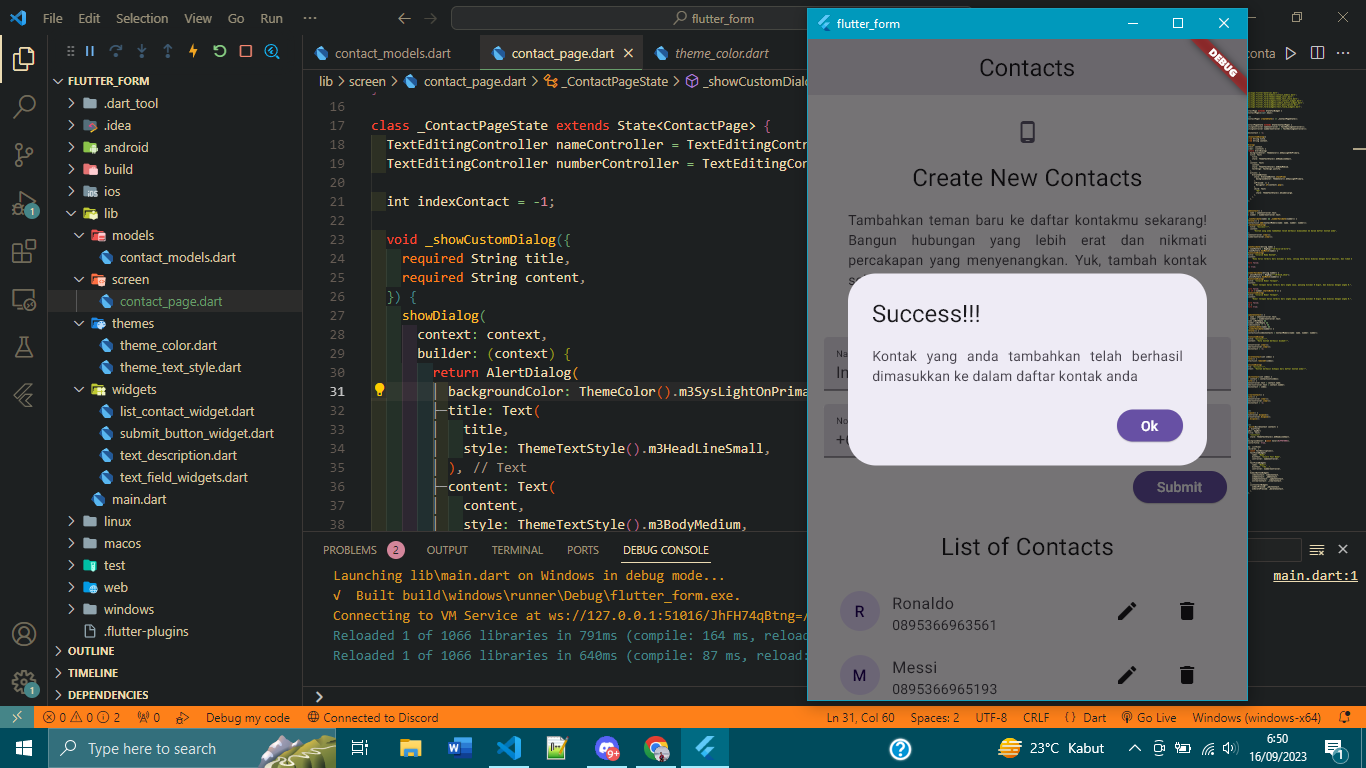 File Edit Selection View Go Run ···
flutter_form
flutter_form
contact_models.dart
contact_page.dart
theme_color.dart
FLUTTER_FORM
lib > screen > contact_page.dart > _ContactPageState > _showCustomDialo
.dart_tool
.idea
android
build
ios
lib
models
contact_models.dart
screen
contact_page.dart
themes
theme_color.dart
theme_text_style.dart
widgets
list_contact_widget.dart
submit_button_widget.dart
text_description.dart
text_field_widgets.dart
main.dart
linux
macos
test
web
windows
.flutter-plugins
OUTLINE
TIMELINE
DEPENDENCIES
16
17 class _ContactPageState extends State<ContactPage> {
18 TextEditingController nameController = TextEditingContr
19 TextEditingController numberController = TextEditingCon
20
21 int indexContact = -1;
22
23 void _showCustomDialog({
24 required String title,
25 required String content,
26 }) {
27 showDialog(
28 context: context,
29 builder: (context) {
30 return AlertDialog(
31 backgroundColor: ThemeColor().m3SysLightOnPrima
32 title: Text(
33 title,
34 style: ThemeTextStyle().m3HeadLineSmall,
35 ), // Text
36 content: Text(
37 content,
38 style: ThemeTextStyle().m3BodyMedium,
PROBLEMS 2 OUTPUT TERMINAL PORTS DEBUG CONSOLE
Launching lib\main.dart on Windows in debug mode...
√ Built build\windows\runner\Debug\flutter_form.exe.
Connecting to VM Service at ws://127.0.0.1:51016/JhFH74qBtng=/
Reloaded 1 of 1066 libraries in 791ms (compile: 164 ms, reload
Reloaded 1 of 1066 libraries in 640ms (compile: 87 ms, reload:
main.dart:1
conta
DEBUG
Contacts
Create New Contacts
Tambahkan teman baru ke daftar kontakmu sekarang!
Bangun hubungan yang lebih erat dan nikmati
percakapan yang menyenangkan. Yuk, tambah kontak
Success!!!
Kontak yang anda tambahkan telah berhasil
dimasukkan ke dalam daftar kontak anda
Ok
Na
In
No
Submit
List of Contacts
R Ronaldo
0895366963561
M Messi
0895366965193
0 0 2 0 Debug my code Connected to Discord Ln 31, Col 60 Spaces: 2 UTF-8 CRLF { } Dart Go Live Windows (windows-x64)
1
1
Type here to search
9+
23°C Kabut
6:50
16/09/2023
1